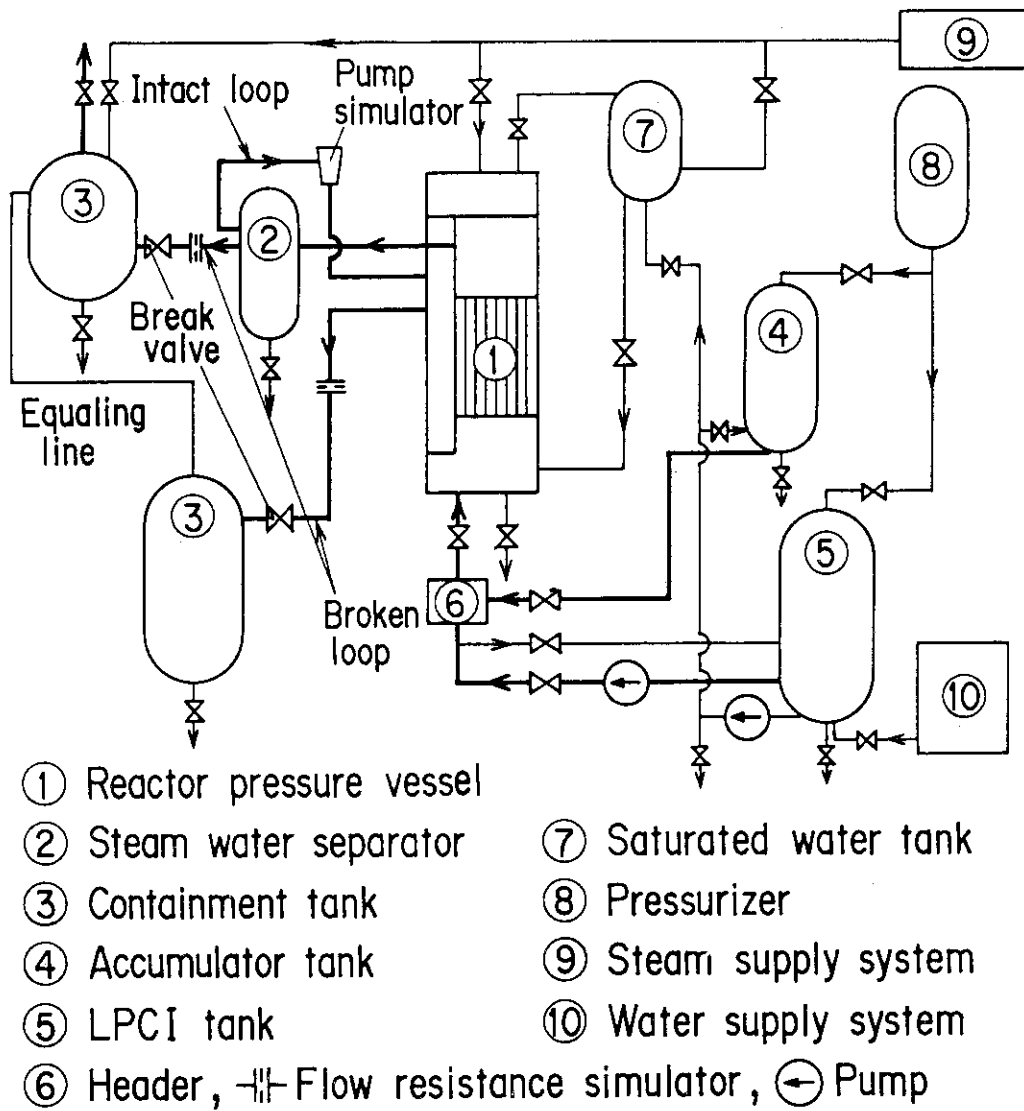 Intact loop
Pump
simulator
9
7
8
3
2
1
4
Break
valve
Equaling
line
3
5
6
Broken
loop
10
1 Reactor pressure vessel
2 Steam water separator
3 Containment tank
4 Accumulator tank
5 LPCI tank
6 Header, Flow resistance simulator, Pump
7 Saturated water tank
8 Pressurizer
9 Steam supply system
10 Water supply system